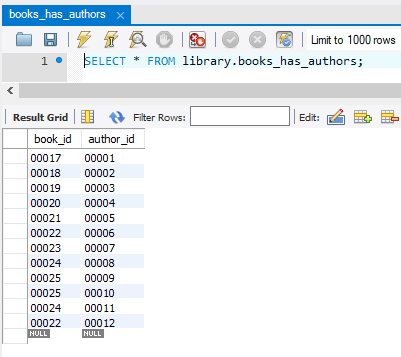 books_has_authors
Limit to 1000 rows
1 SELECT * FROM library.books_has_authors;
Result Grid Filter Rows: Edit:
book_id author_id
00017 00001
00018 00002
00019 00003
00020 00004
00021 00005
00022 00006
00023 00007
00024 00008
00025 00009
00025 00010
00024 00011
00022 00012
NULL NULL